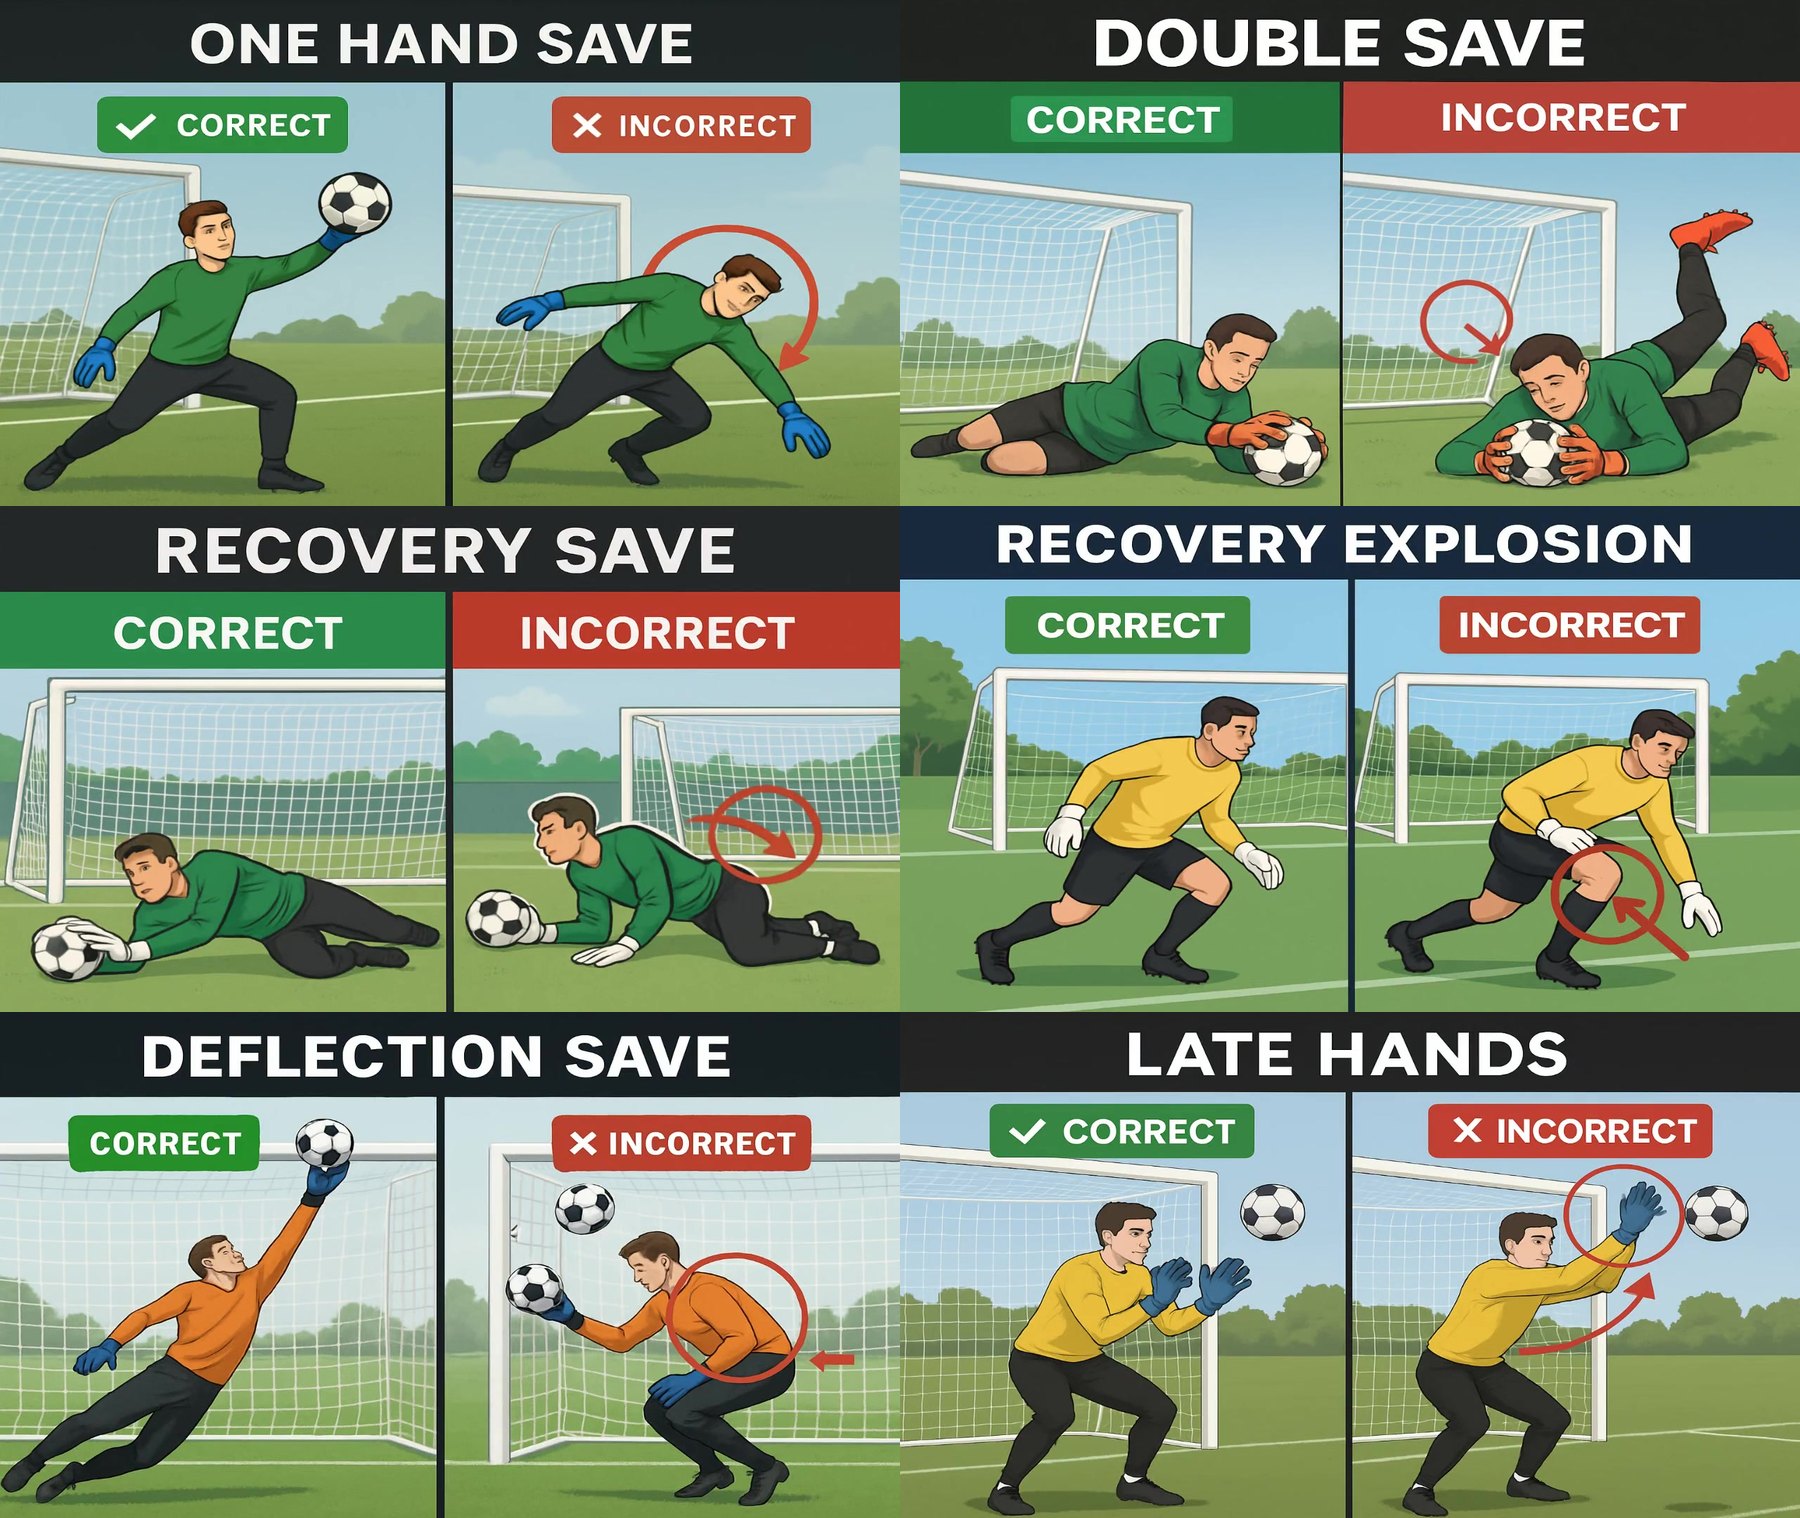 ONE HAND SAVE
CORRECT
INCORRECT
DOUBLE SAVE
CORRECT
INCORRECT
RECOVERY SAVE
CORRECT
INCORRECT
RECOVERY EXPLOSION
CORRECT
INCORRECT
DEFLECTION SAVE
CORRECT
INCORRECT
LATE HANDS
CORRECT
INCORRECT